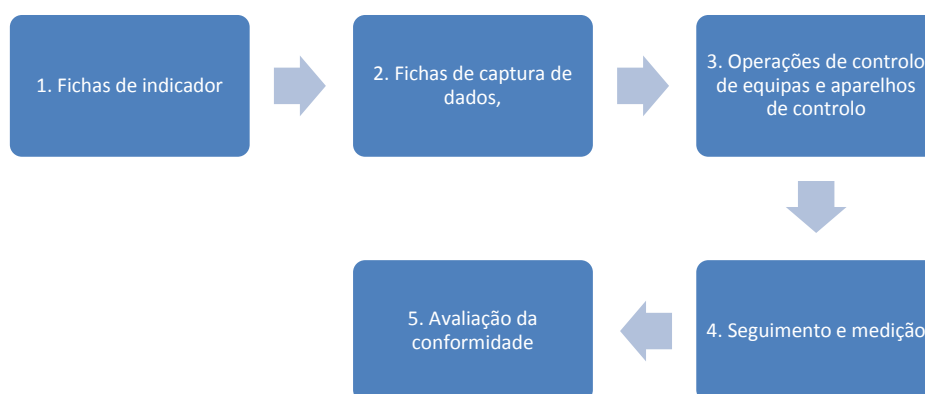 1. Fichas de indicador
2. Fichas de captura de
dados,
3. Operações de controlo
de equipas e aparelhos
de controlo
4. Seguimento e medição
5. Avaliação da
conformidade